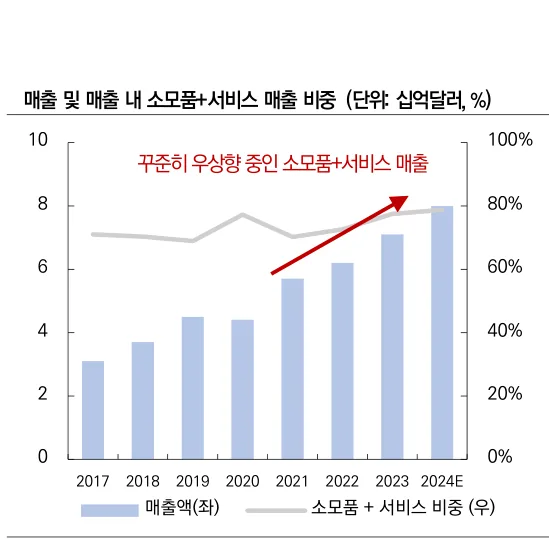 매출 및 매출 내 소모품+서비스 매출 비중 (단위: 십억달러, %)
10 100%
꾸준히 우상향 중인 소모품+서비스 매출
8 80%
6 60%
4 40%
2 20%
0 0%
2017 2018 2019 2020 2021 2022 2023 2024E
매출액(좌) 소모품 + 서비스 비중 (우)